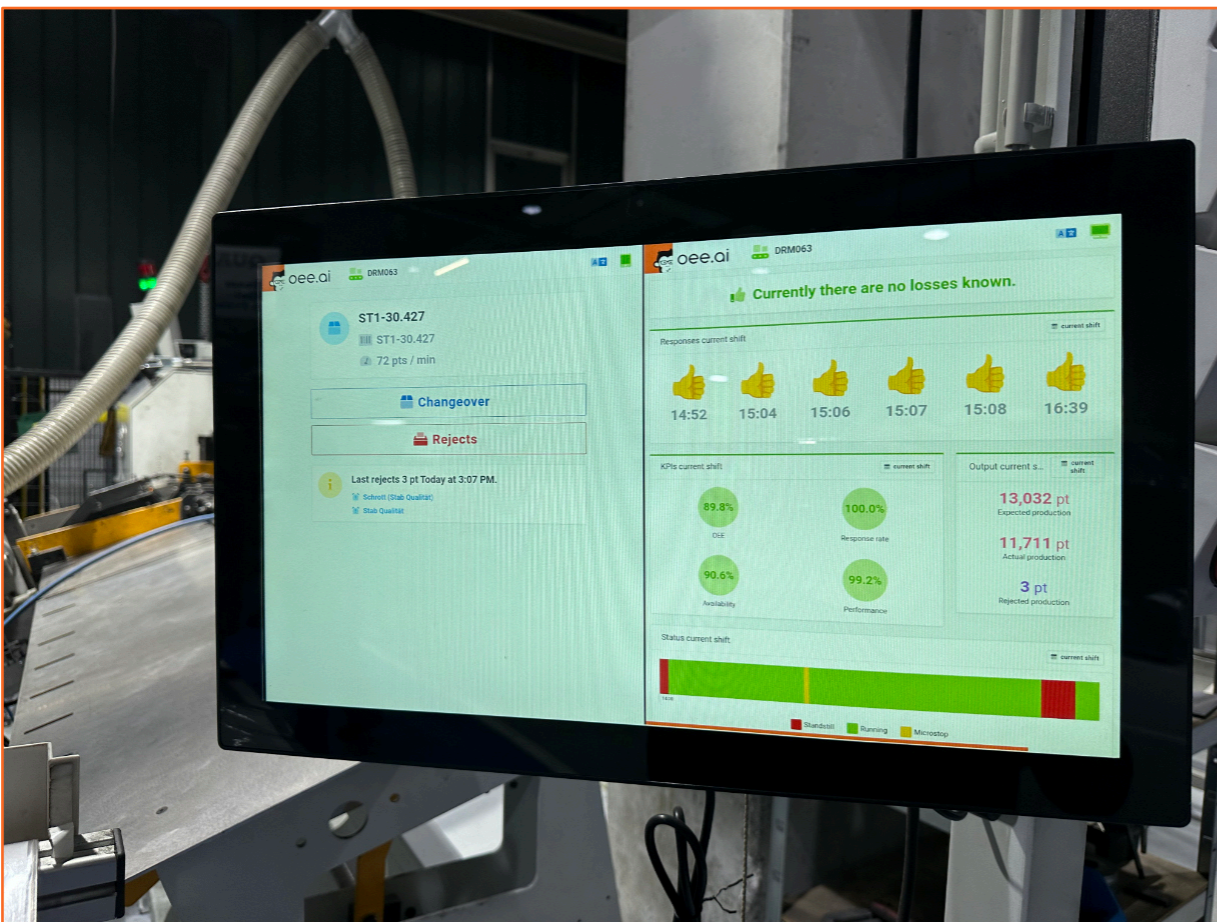 oee.ai
DRM063
ST1-30.427
ST1-30.427
72 pts / min
Changeover
Rejects
Last rejects 3 pt Today at 3:07 PM.
Schrott (Stab Qualität)
Stab Qualität
oee.ai
DRM063
Currently there are no losses known.
Responses current shift
current shift
14:52
15:04
15:06
15:07
15:08
16:39
KPIs current shift
current shift
89.8%
OEE
100.0%
Response rate
90.6%
Availability
99.2%
Performance
Output current s...
current shift
13,032 pt
Expected production
11,711 pt
Actual production
3 pt
Rejected production
Status current shift
current shift
Standstill
Running
Microstop